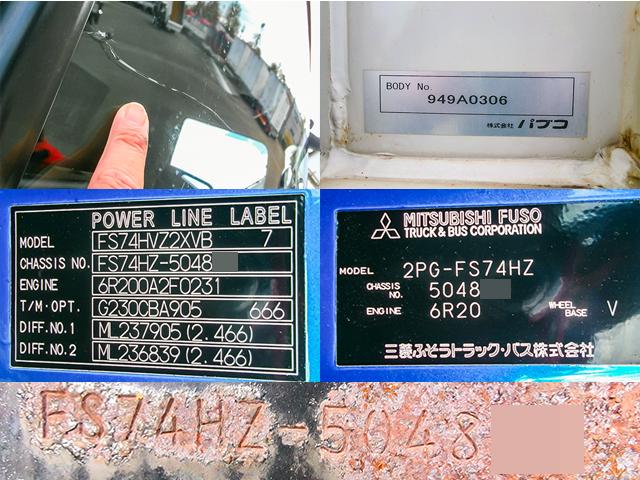 BODY No.
949A0306
株式会社 パブコ
POWER LINE LABEL
MODEL FS74HVZ2XVB 7
CHASSIS NO. FS74HZ-5048
ENGINE 6R200A2F0231
T/M·OPT. G230CBA905 666
DIFF.NO.1 ML237905(2.466)
DIFF.NO.2 ML236839(2.466)
MITSUBISHI FUSO
TRUCK & BUS CORPORATION
MODEL 2PG-FS74HZ
CHASSIS NO. 5048
ENGINE 6R20 WHEEL BASE V
三菱ふそうトラック・バス株式会社
FS74HZ-5048